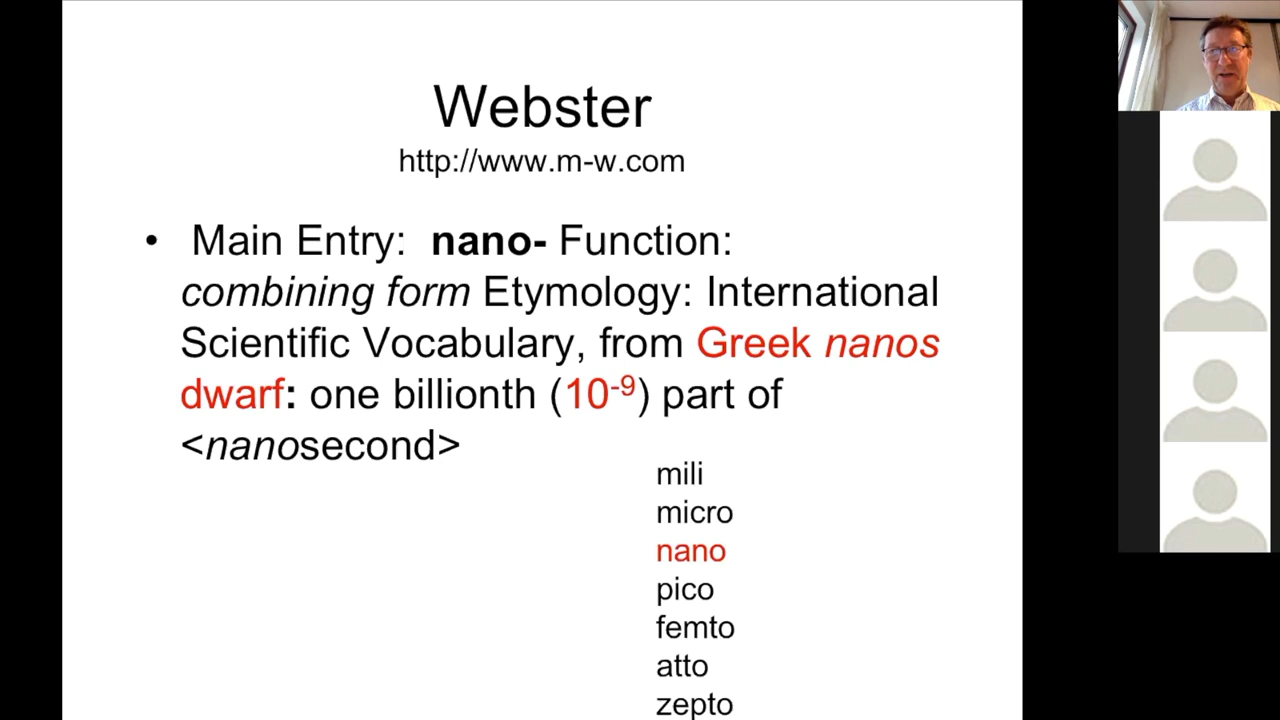 Webster
http://www.m-w.com
• Main Entry: nano- Function:
combining form Etymology: International
Scientific Vocabulary, from Greek nanos
dwarf: one billionth (10-9) part of
<nanosecond>
mili
micro
nano
pico
femto
atto
zepto